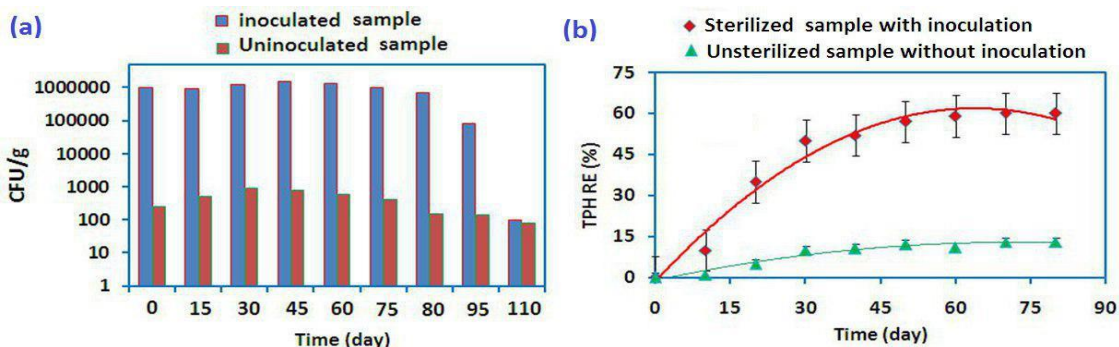 (a)
inoculated sample
Uninoculated sample
CFU/g
1000000
100000
10000
1000
100
10
1
0 15 30 45 60 75 80 95 110
Time (day)
(b)
Sterilized sample with inoculation
Unsterilized sample without inoculation
TPH RE (%)
75
60
45
30
15
0
0 15 30 45 60 75 90
Time (day)